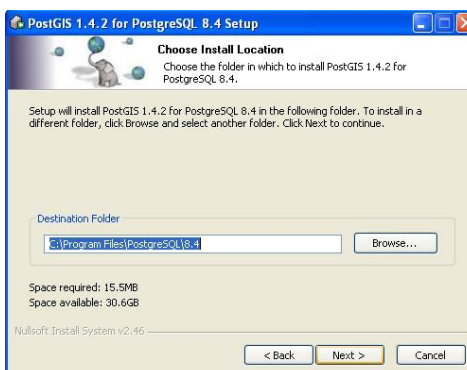 PostGIS 1.4.2 for PostgreSQL 8.4 Setup
Choose Install Location
Choose the folder in which to install PostGIS 1.4.2 for
PostgreSQL 8.4.
Setup will install PostGIS 1.4.2 for PostgreSQL 8.4 in the following folder. To install in a
different folder, click Browse and select another folder. Click Next to continue.
Destination Folder
C:\Program Files\PostgreSQL\8.4
Browse...
Space required: 15.5MB
Space available: 30.6GB
Nullsoft Install System v2.46
< Back
Next >
Cancel